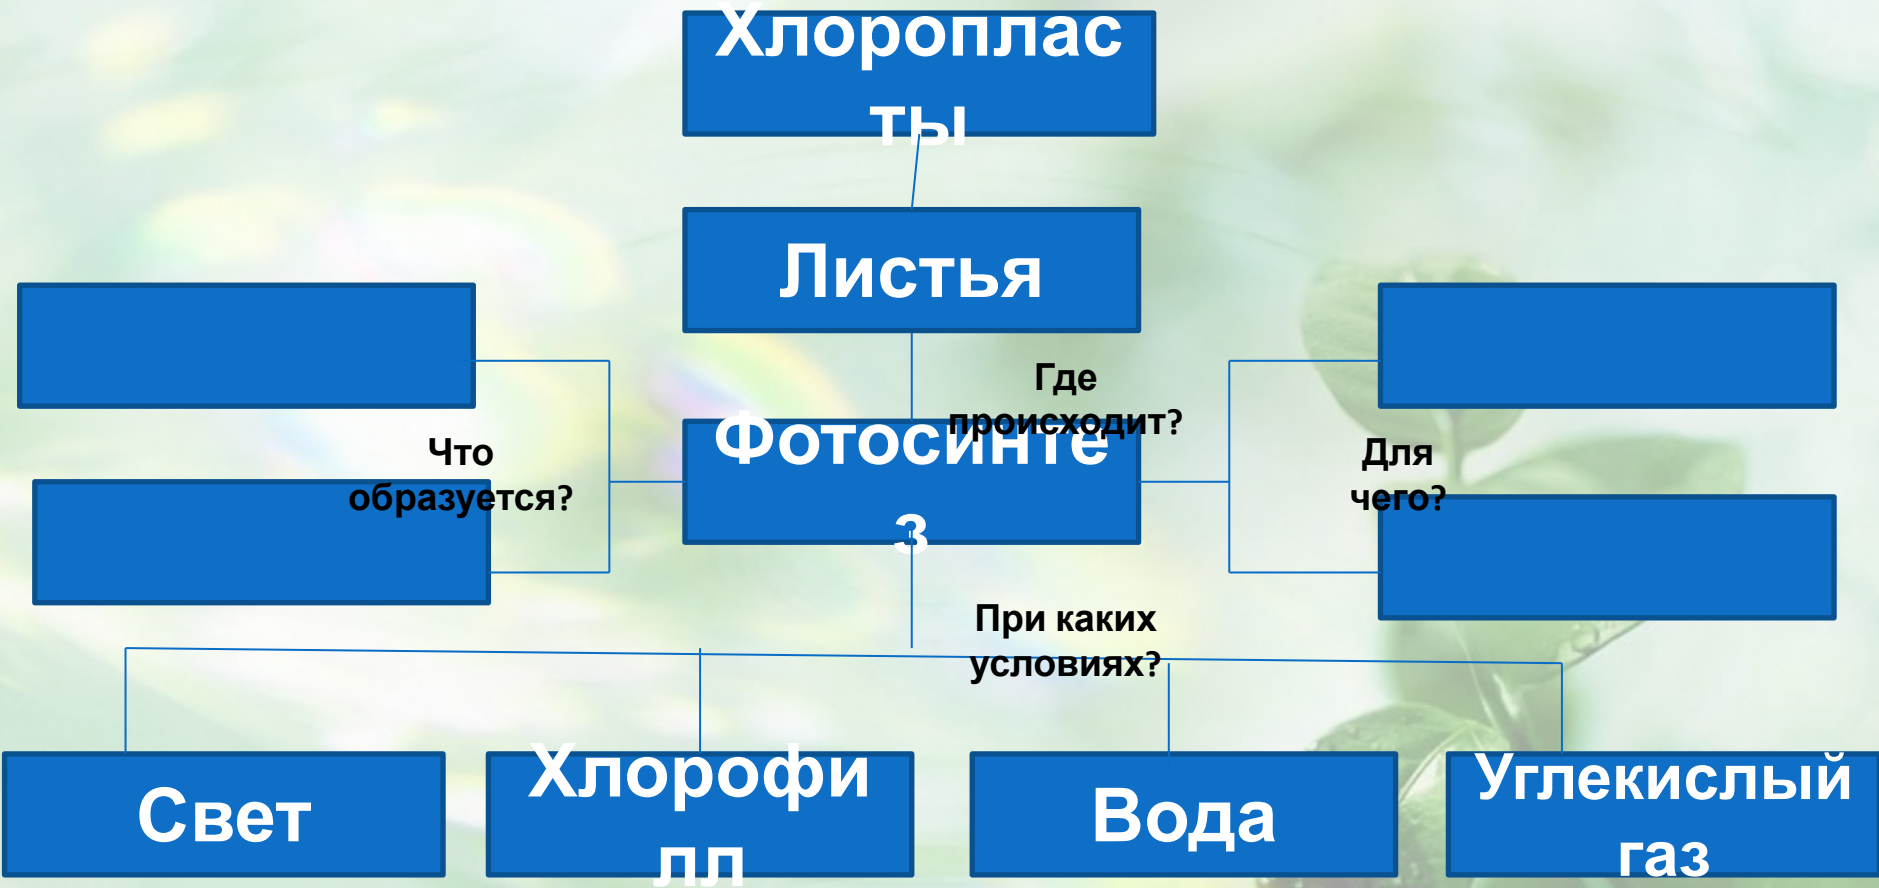 Хлороплас
ты
Листья
Где
происходит?
Фотосинте
з
Что
образуется?
Для
чего?
При каких
условиях?
Свет
Хлорофи
лл
Вода
Углекислый
газ